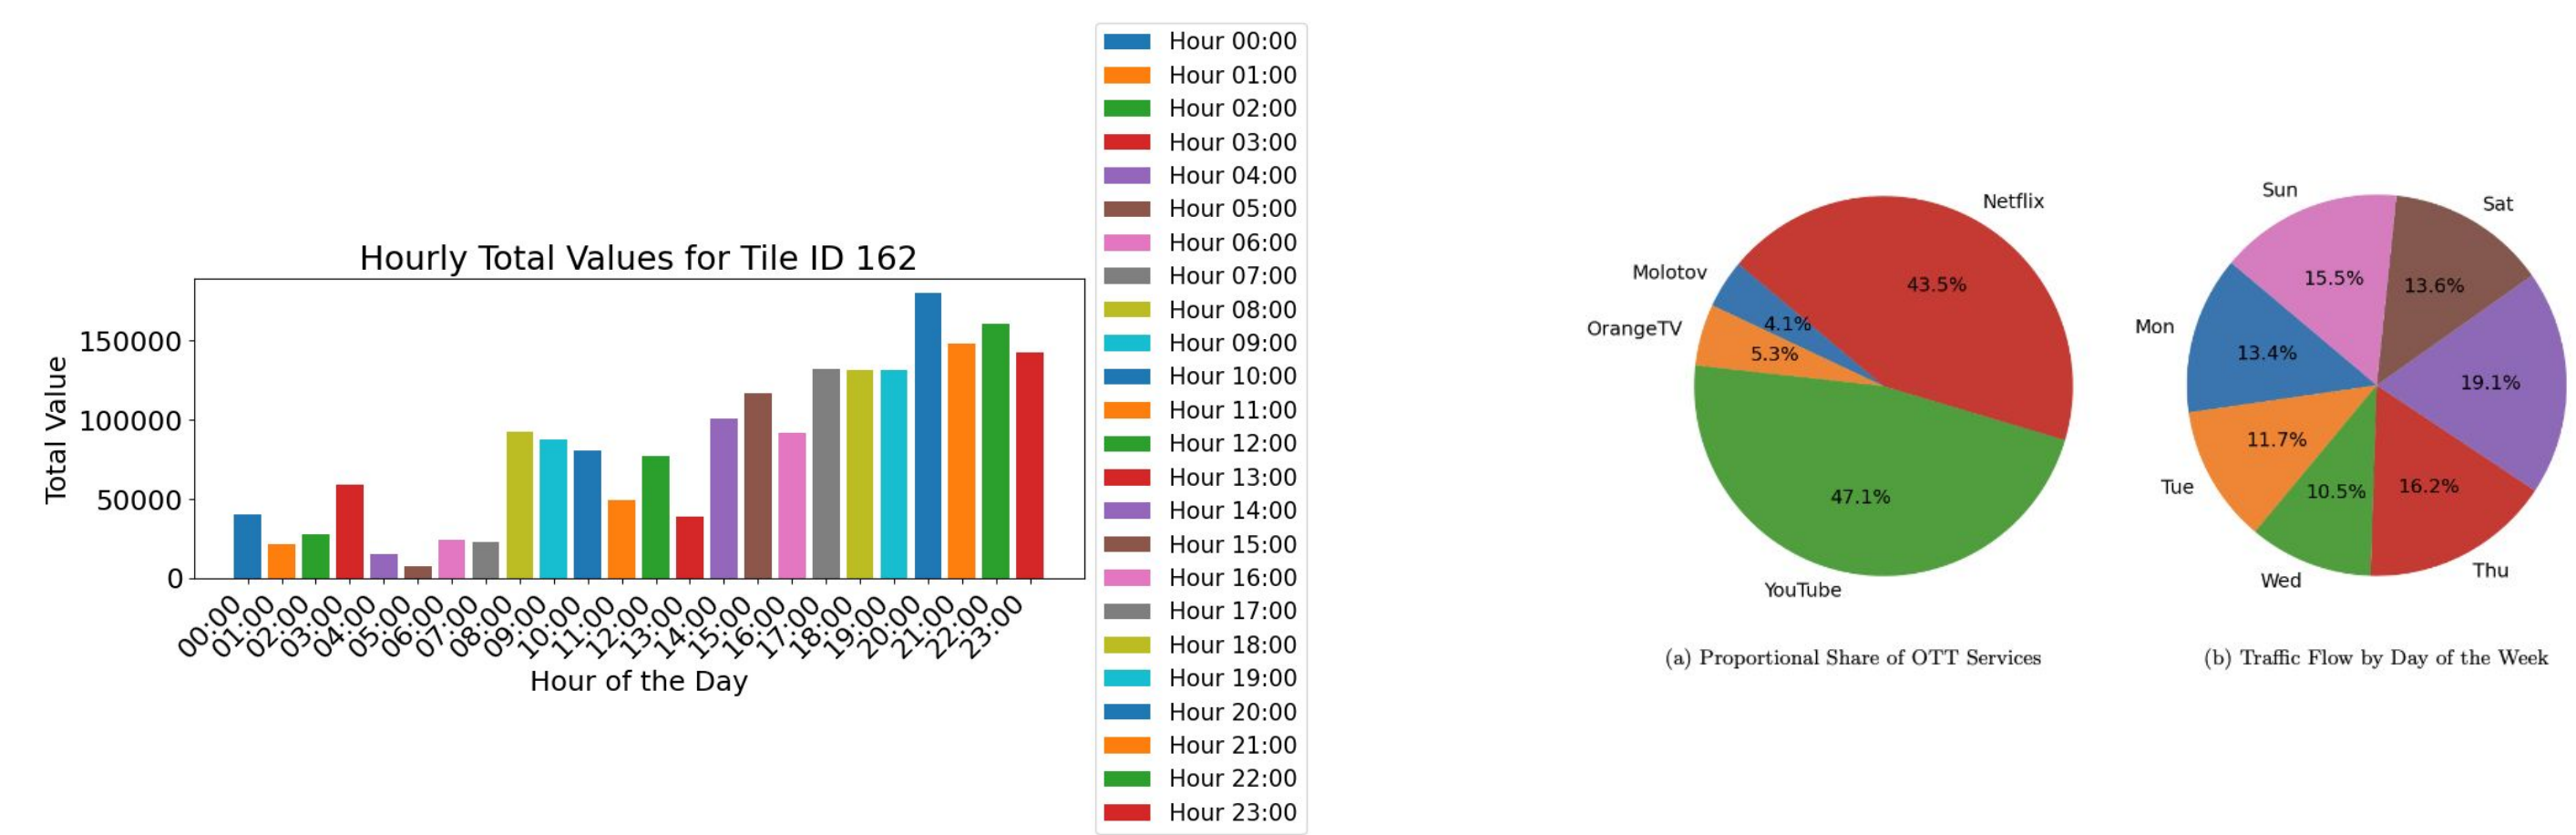 Hourly Total Values for Tile ID 162
Total Value
150000
100000
50000
0
00:00
01:00
02:00
03:00
04:00
05:00
06:00
07:00
08:00
09:00
10:00
11:00
12:00
13:00
14:00
15:00
16:00
17:00
18:00
19:00
20:00
21:00
22:00
23:00
Hour of the Day
Hour 00:00
Hour 01:00
Hour 02:00
Hour 03:00
Hour 04:00
Hour 05:00
Hour 06:00
Hour 07:00
Hour 08:00
Hour 09:00
Hour 10:00
Hour 11:00
Hour 12:00
Hour 13:00
Hour 14:00
Hour 15:00
Hour 16:00
Hour 17:00
Hour 18:00
Hour 19:00
Hour 20:00
Hour 21:00
Hour 22:00
Hour 23:00
Netflix
43.5%
Molotov
4.1%
OrangeTV
5.3%
47.1%
YouTube
(a) Proportional Share of OTT Services
Sun
15.5%
Sat
13.6%
Mon
13.4%
19.1%
Tue
11.7%
Wed
10.5%
16.2%
Thu
(b) Traffic Flow by Day of the Week